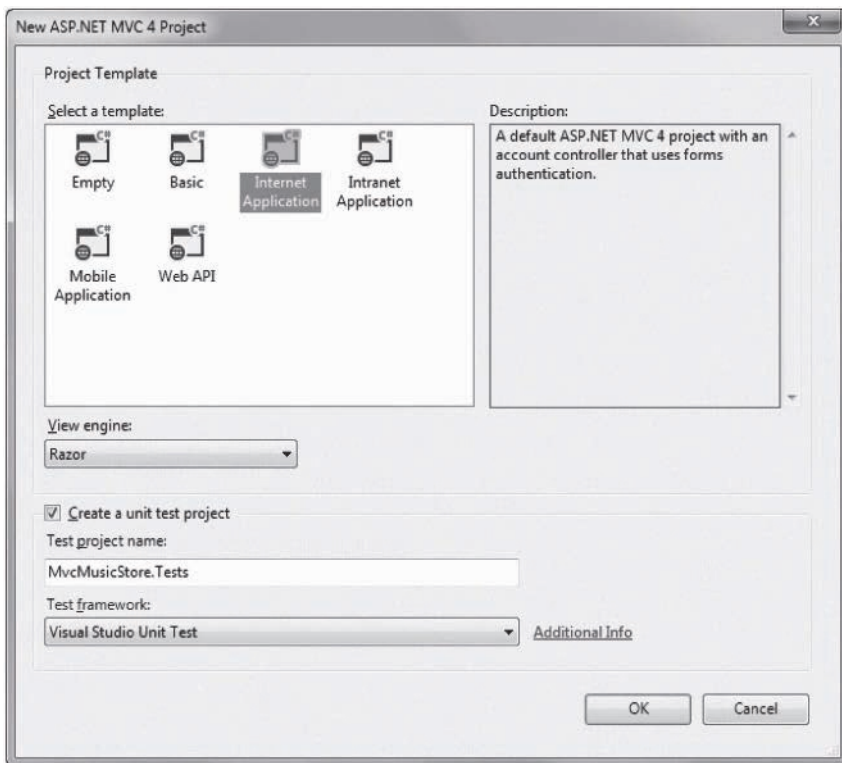 New ASP.NET MVC 4 Project
x
Project Template
Select a template:
Description:
C#
C#
C#
C#
Empty
Basic
Internet
Application
Intranet
Application
A default ASP.NET MVC 4 project with an
account controller that uses forms
authentication.
C#
C#
Mobile
Application
Web API
View engine:
Razor
Create a unit test project
Test project name:
MvcMusicStore.Tests
Test framework:
Visual Studio Unit Test
Additional Info
OK
Cancel